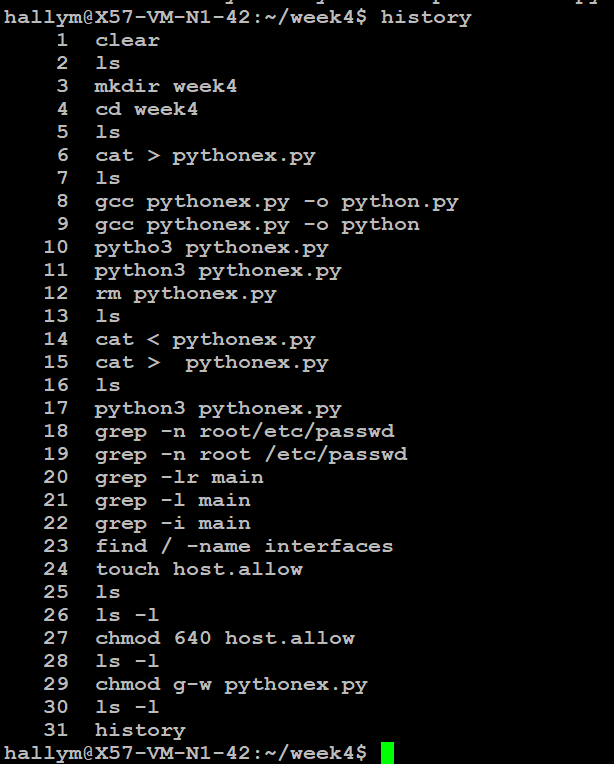 hallym@X57-VM-N1-42:~/week4$ history
1 clear
2 ls
3 mkdir week4
4 cd week4
5 ls
6 cat > pythonex.py
7 ls
8 gcc pythonex.py -o python.py
9 gcc pythonex.py -o python
10 pytho3 pythonex.py
11 python3 pythonex.py
12 rm pythonex.py
13 ls
14 cat < pythonex.py
15 cat >  pythonex.py
16 ls
17 python3 pythonex.py
18 grep -n root/etc/passwd
19 grep -n root /etc/passwd
20 grep -lr main
21 grep -l main
22 grep -i main
23 find / -name interfaces
24 touch host.allow
25 ls
26 ls -l
27 chmod 640 host.allow
28 ls -l
29 chmod g-w pythonex.py
30 ls -l
31 history
hallym@X57-VM-N1-42:~/week4$